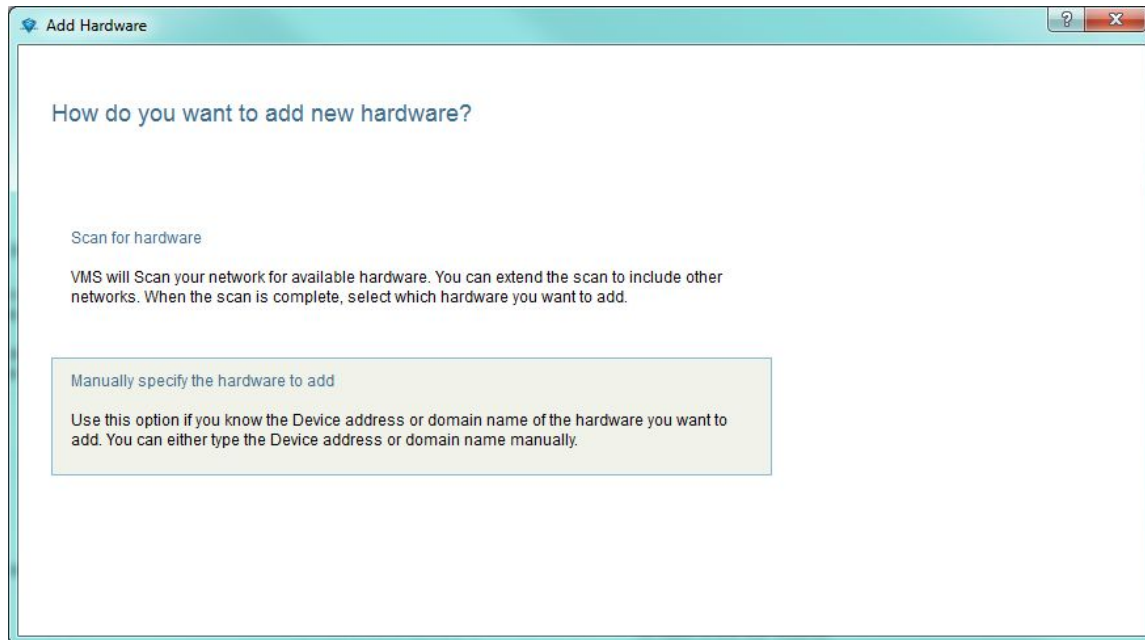 Add Hardware
How do you want to add new hardware?
Scan for hardware
VMS will Scan your network for available hardware. You can extend the scan to include other
networks. When the scan is complete, select which hardware you want to add.
Manually specify the hardware to add
Use this option if you know the Device address or domain name of the hardware you want to
add. You can either type the Device address or domain name manually.